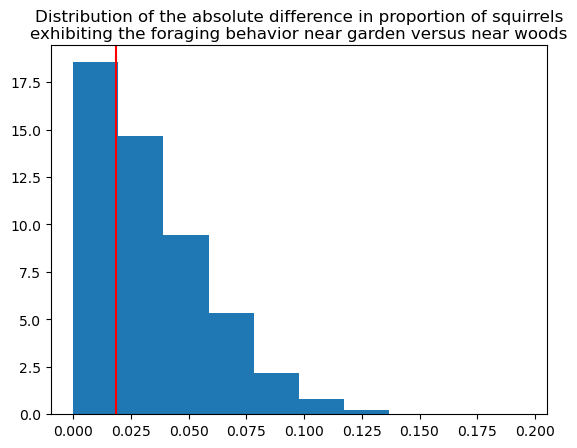 Distribution of the absolute difference in proportion of squirrels
exhibiting the foraging behavior near garden versus near woods
17.5
15.0
12.5
10.0
7.5
5.0
2.5
0.0
0.000 0.025 0.050 0.075 0.100 0.125 0.150 0.175 0.200